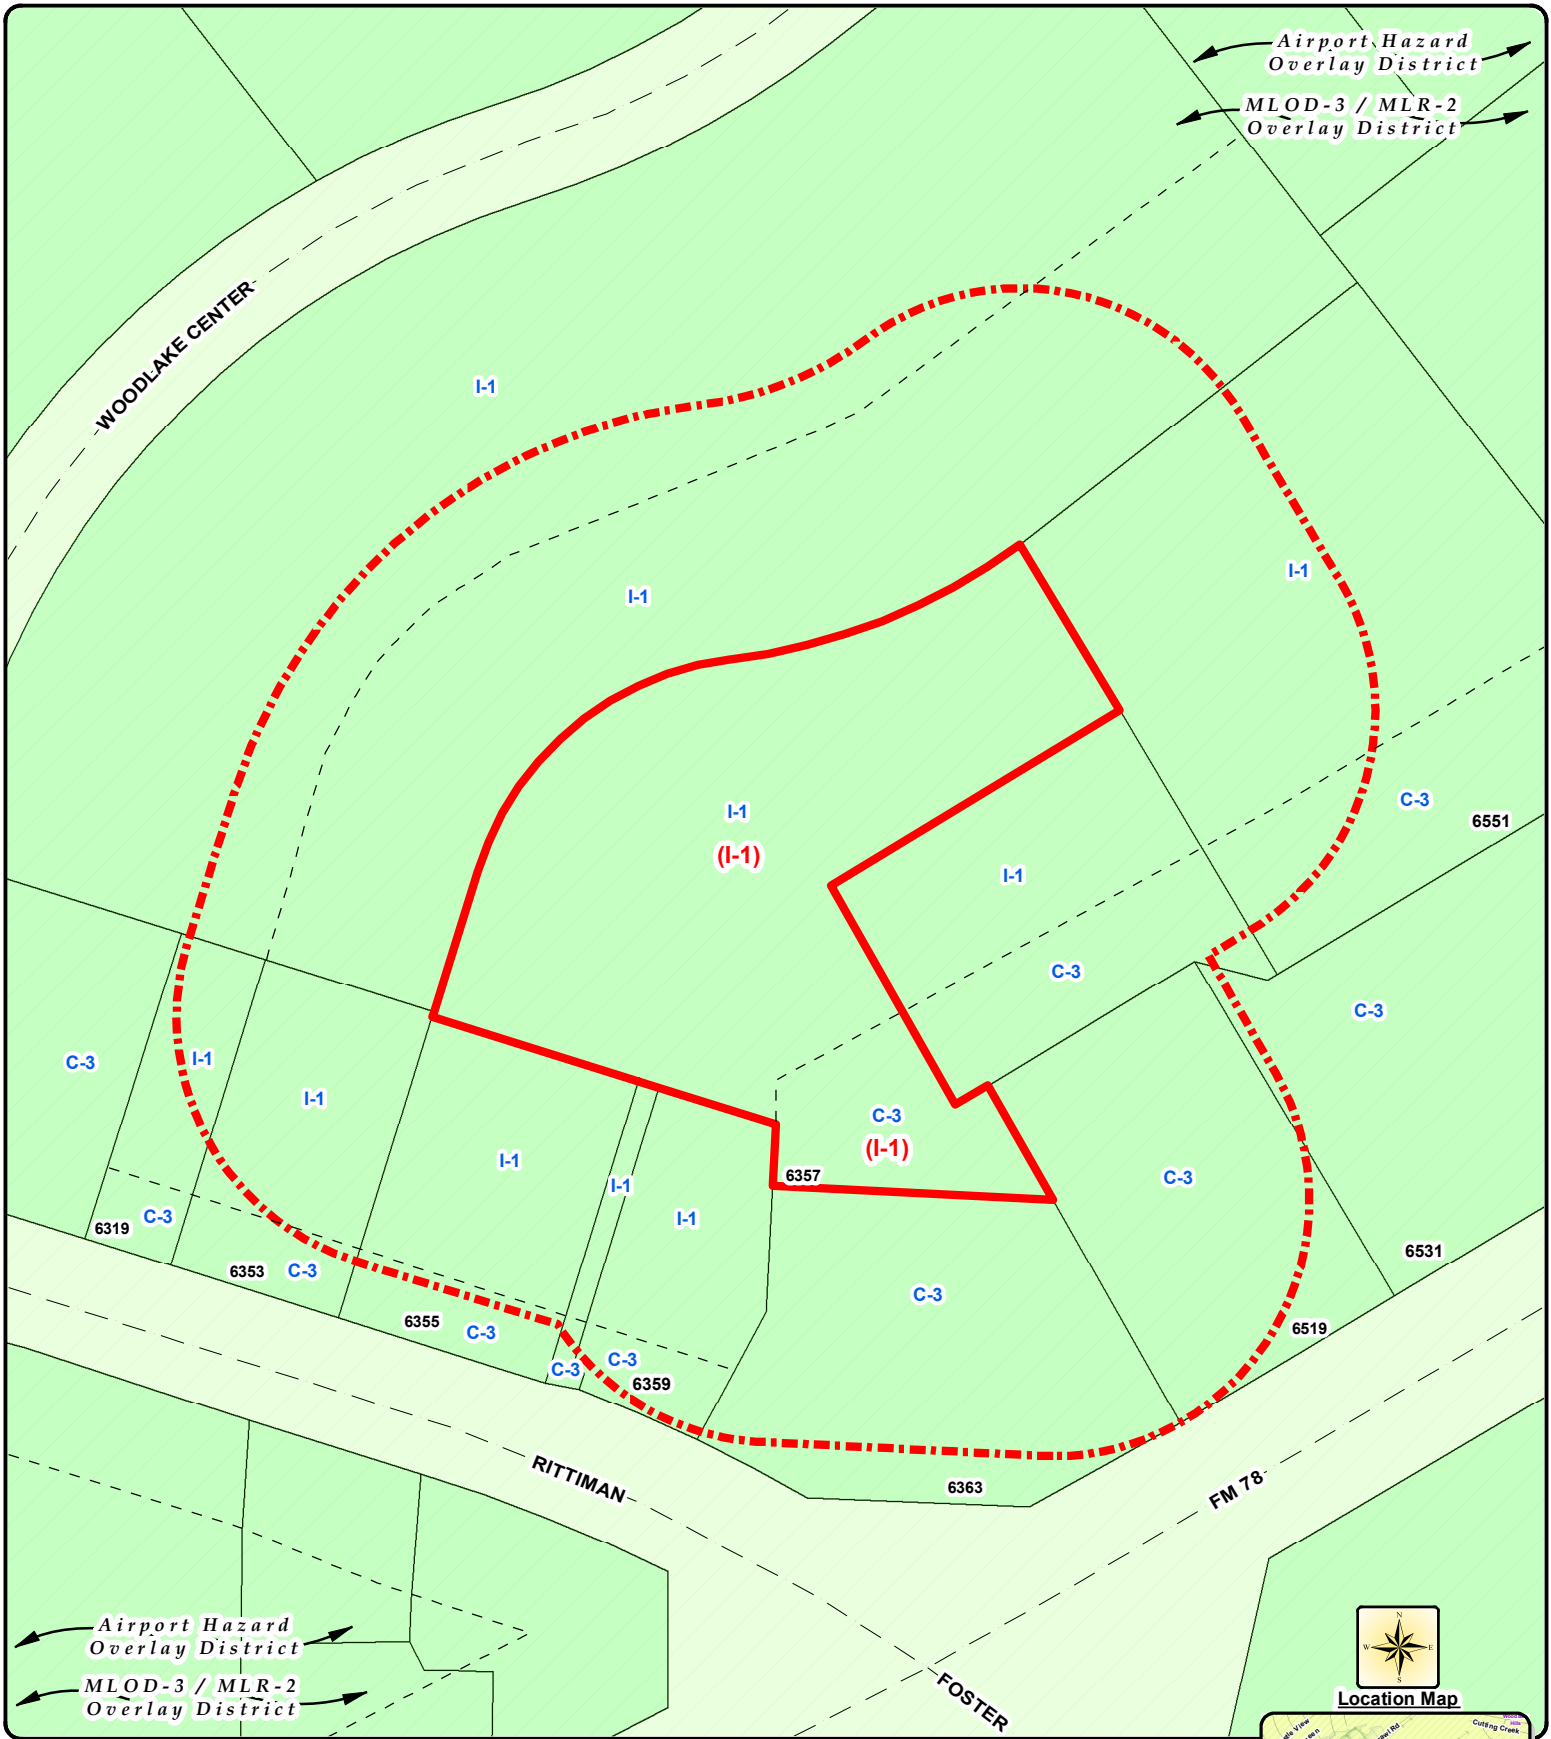 Airport Hazard
Overlay District
MLOD-3 / MLR-2
Overlay District
WOODLAKE CENTER
I-1
I-1
I-1
I-1
(I-1)
C-3
6551
I-1
C-3
C-3
C-3
I-1
I-1
C-3
(I-1)
6357
I-1
I-1
I-1
C-3
C-3
6319
6531
6353
C-3
C-3
6355
C-3
6519
C-3
C-3
6359
RITTIMAN
6363
FM 78
Airport Hazard
Overlay District
MLOD-3 / MLR-2
Overlay District
FOSTER
N
W
E
S
Location Map
Cutting Creek